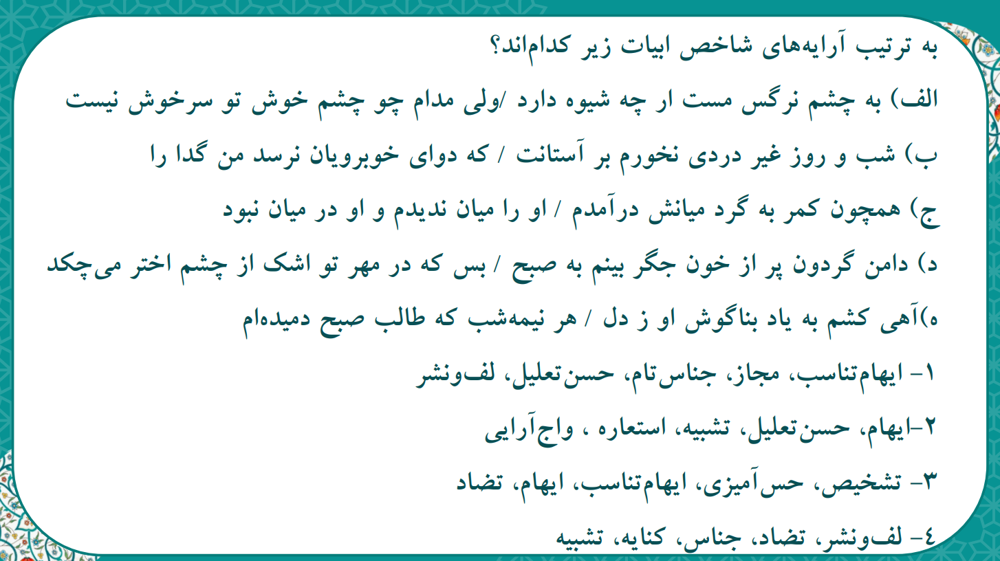 به ترتیب آرایه‌های شاخص ابیات زیر کدام‌اند؟
الف) به چشم نرگس مست ار چه شیوه دارد /ولی مدام چو چشم خوش تو سرخوش نیست
ب) شب و روز غیر دردی نخورم بر آستانت / که دوای خوبرویان نرسد من گدا را
ج) همچون کمر به گرد میانش درآمدم / او را میان ندیدم و او در میان نبود
د) دامن گردون پر از خون جگر بینم به صبح / بس که در مهر تو اشک از چشم اختر می‌چکد
ه)آهی کشم به یاد بناگوش او ز دل / هر نیمه‌شب که طالب صبح دمیده‌ام
۱- ایهام‌تناسب، مجاز، جناس‌تام، حسن‌تعلیل، لف‌ونشر
۲-ایهام، حسن‌تعلیل، تشبیه، استعاره ، واج‌آرایی
۳- تشخیص، حس‌آمیزی، ایهام‌تناسب، ایهام، تضاد
٤- لف‌ونشر، تضاد، جناس، کنایه، تشبیه